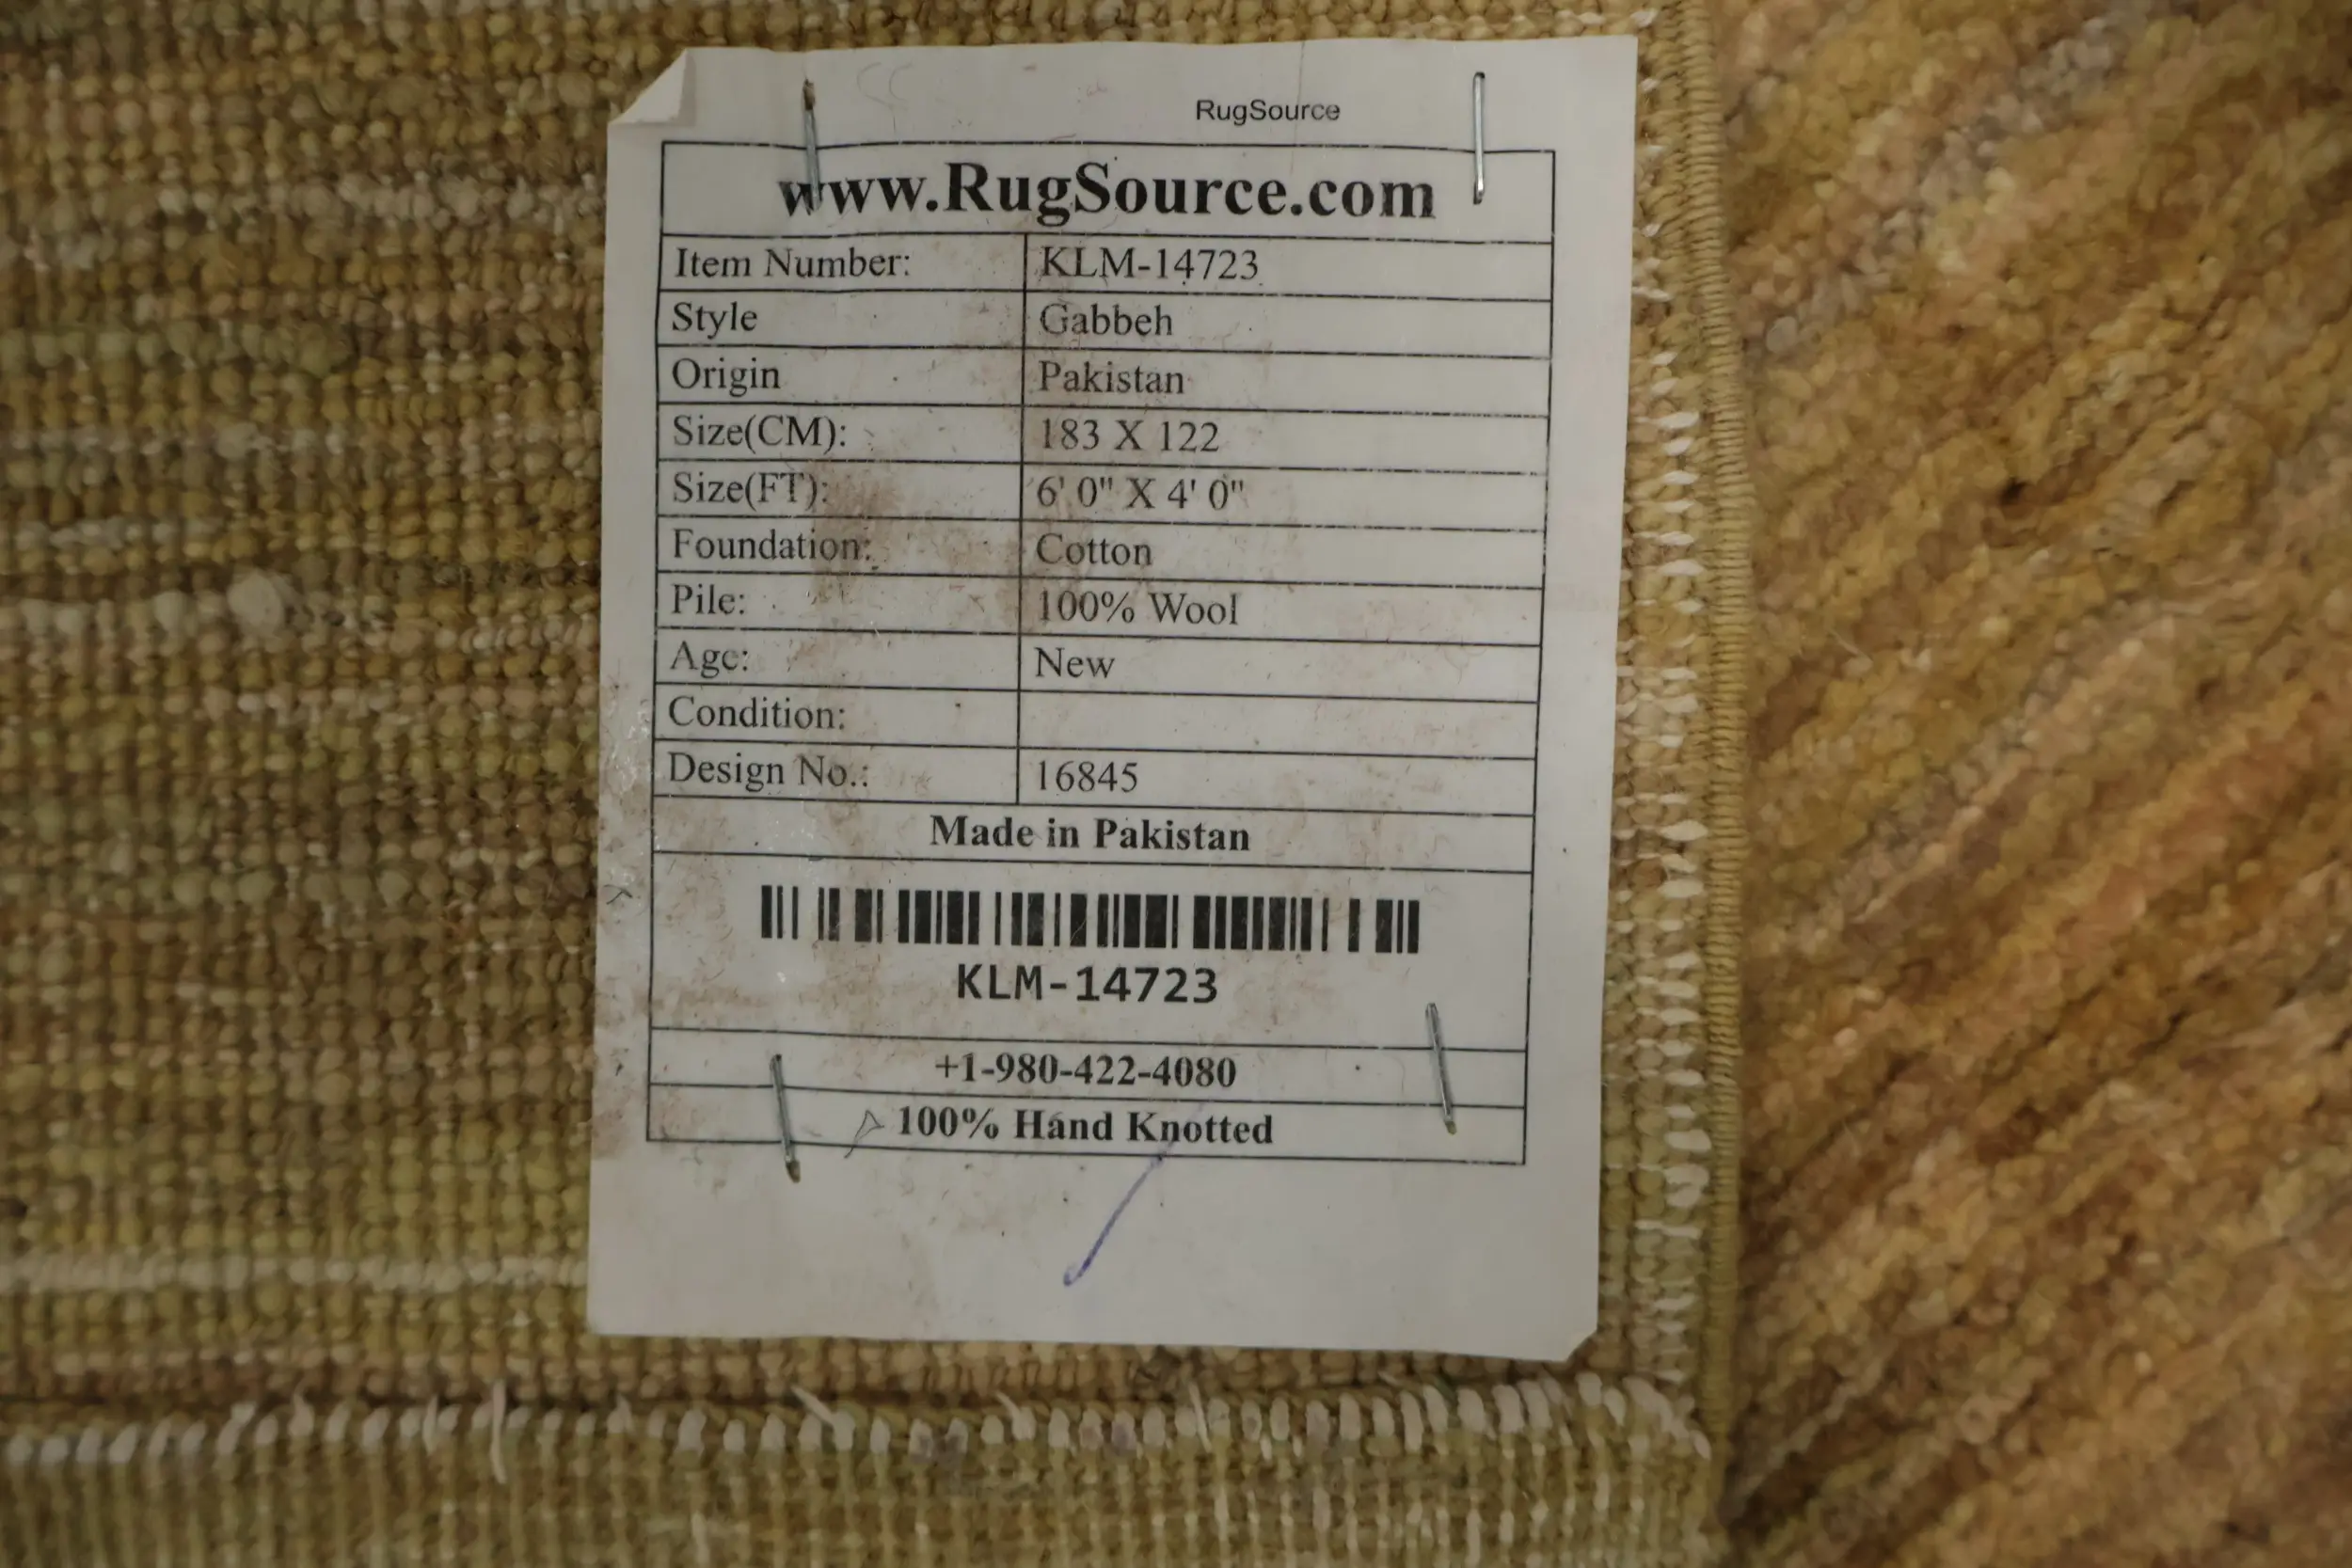 RugSource
www.RugSource.com
Item Number: KLM-14723
Style Gabbeh
Origin Pakistan
Size(CM): 183 X 122
Size(FT): 6' 0" X 4' 0"
Foundation: Cotton
Pile: 100% Wool
Age: New
Condition:
Design No.: 16845
Made in Pakistan
KLM-14723
+1-980-422-4080
100% Hand Knotted